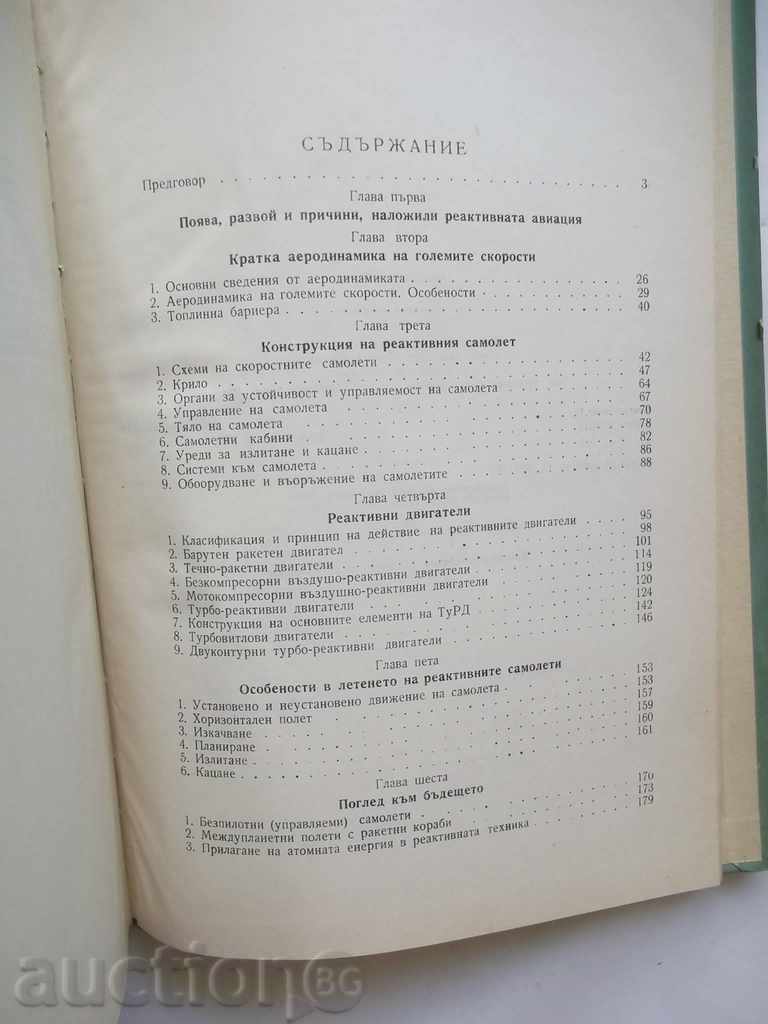 СЪДЪРЖАНИЕ
Предговор . . . . . . . . . . 3
Глава първа
Поява, развой и причини, наложили реактивната авиация
Глава втора
Кратка аеродинамика на големите скорости
1. Основни сведения от аеродинамиката . . . . . 26
2. Аеродинамика на големите скорости. Особености . . . . . 29
3. Топлинна бариера . . . . . 40
Глава трета
Конструкция на реактивния самолет
1. Схеми на скоростните самолети . . . . . 42
2. Крило . . . . . 47
3. Органи за устойчивост и управляемост на самолета . . . . . 64
4. Управление на самолета . . . . . 67
5. Тяло на самолета . . . . . 70
6. Самолетни кабини . . . . . 78
7. Уреди за излитане и кацане . . . . . 82
8. Системи към самолета . . . . . 86
9. Обоорудване и въоръжение на самолетите . . . . . 88
Глава четвърта
Реактивни двигатели
1. Класификация и принцип на действие на реактивните двигатели . . . . 95
2. Барутен ракетен двигател . . . . . 98
3. Течно-ракетни двигатели . . . . . 101
4. Безкомпресорни въздушо-реактивни двигатели . . . . . 114
5. Мотокомпресорни въздушно-реактивни двигатели . . . . . 119
6. Турбо-реактивни двигатели . . . . . 120
7. Конструкция на основните елементи на ТуРД . . . . . 124
8. Турбовитлови двигатели . . . . . 142
9. Двуконтурни турбо-реактивни двигатели . . . . . 146
Глава пета
Особености в летенето на реактивните самолети
1. Установено и неустановено движение на самолета . . . . . 153
2. Хоризонтален полет . . . . . 153
3. Изкачване . . . . . 157
4. Планиране . . . . . 159
5. Излитане . . . . . 160
6. Кацане . . . . . 161
Глава шеста
Поглед към бъдещето
1. Безпилотни (управляеми) самолети . . . . . 170
2. Междупланетни полети с ракетни кораби . . . . . 173
3. Прилагане на атомната енергия в реактивната техника . . . . . 179
auctionBG